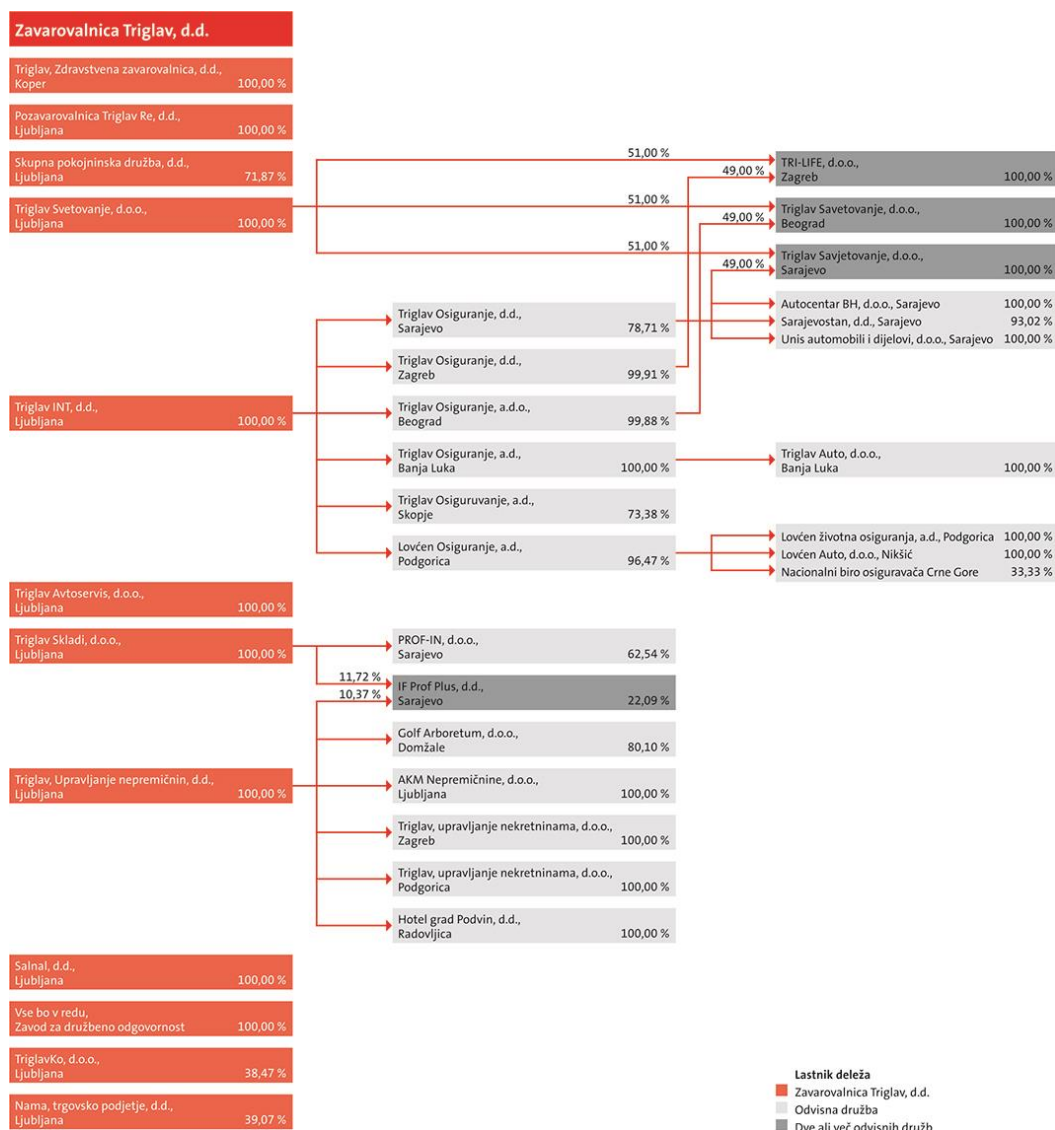 Zavarovalnica Triglav, d.d.
Triglav, Zdravstvena zavarovalnica, d.d.,
Koper 100,00 %
Pozavarovalnica Triglav Re, d.d.,
Ljubljana 100,00 %
Skupna pokojninska družba, d.d.,
Ljubljana 71,87 %
Triglav Svetovanje, d.o.o.,
Ljubljana 100,00 %
51,00 %
49,00 %
TRI-LIFE, d.o.o.,
Zagreb 100,00 %
51,00 %
49,00 %
Triglav Savetovanje, d.o.o.,
Beograd 100,00 %
51,00 %
49,00 %
Triglav Savjetovanje, d.o.o.,
Sarajevo 100,00 %
Triglav Osiguranje, d.d.,
Sarajevo 78,71 %
Autocentar BH, d.o.o., Sarajevo 100,00 %
Sarajevostan, d.d., Sarajevo 93,02 %
Unis automobili i dijelovi, d.o.o., Sarajevo 100,00 %
Triglav Osiguranje, d.d.,
Zagreb 99,91 %
Triglav INT, d.d.,
Ljubljana 100,00 %
Triglav Osiguranje, a.d.o.,
Beograd 99,88 %
Triglav Osiguranje, a.d.,
Banja Luka 100,00 %
Triglav Auto, d.o.o.,
Banja Luka 100,00 %
Triglav Osiguruvanje, a.d.,
Skopje 73,38 %
Lovćen Osiguranje, a.d.,
Podgorica 96,47 %
Lovćen životna osiguranja, a.d., Podgorica 100,00 %
Lovćen Auto, d.o.o., Nikšić 100,00 %
Nacionalni biro osiguravača Crne Gore 33,33 %
Triglav Avtoservis, d.o.o.,
Ljubljana 100,00 %
Triglav Skladi, d.o.o.,
Ljubljana 100,00 %
PROF-IN, d.o.o.,
Sarajevo 62,54 %
11,72 %
10,37 %
IF Prof Plus, d.d.,
Sarajevo 22,09 %
Golf Arboretum, d.o.o.,
Domžale 80,10 %
Triglav, Upravljanje nepremičnin, d.d.,
Ljubljana 100,00 %
AKM Nepremičnine, d.o.o.,
Ljubljana 100,00 %
Triglav, upravljanje nekretninama, d.o.o.,
Zagreb 100,00 %
Triglav, upravljanje nekretninama, d.o.o.,
Podgorica 100,00 %
Hotel grad Podvin, d.d.,
Radovljica 100,00 %
Salnal, d.d.,
Ljubljana 100,00 %
Vse bo v redu,
Zavod za družbeno odgovornost 100,00 %
TriglavKo, d.o.o.,
Ljubljana 38,47 %
Nama, trgovsko podjetje, d.d.,
Ljubljana 39,07 %
Lastnik deleža
Zavarovalnica Triglav, d.d.
Odvisna družba
Dve ali več odvisnih družb